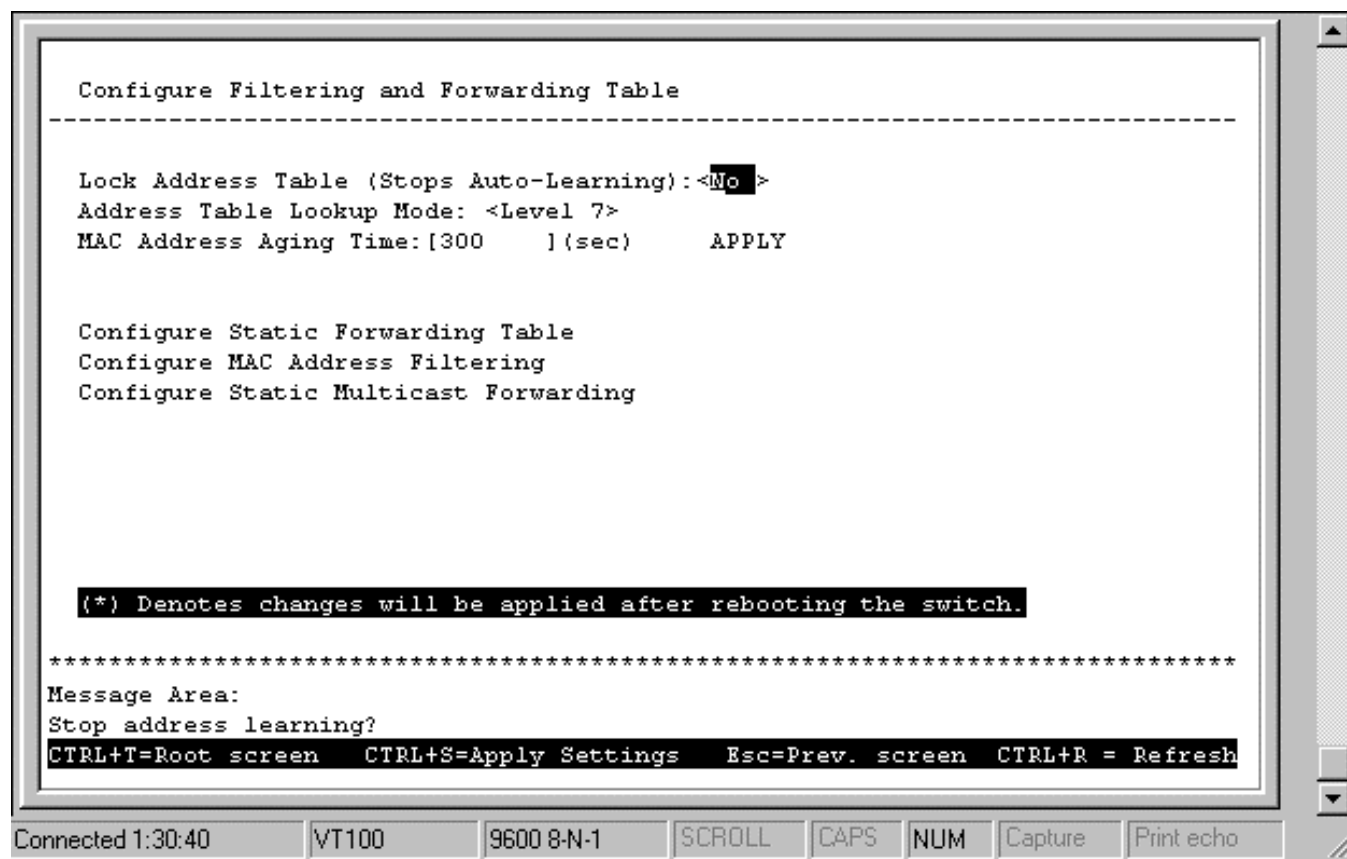 Configure Filtering and Forwarding Table
-------------------------------------------------------------------------------
Lock Address Table (Stops Auto-Learning):<No >
Address Table Lookup Mode: <Level 7>
MAC Address Aging Time:[300    ](sec)     APPLY
Configure Static Forwarding Table
Configure MAC Address Filtering
Configure Static Multicast Forwarding
(*) Denotes changes will be applied after rebooting the switch.
*******************************************************************************
Message Area:
Stop address learning?
CTRL+T=Root screen   CTRL+S=Apply Settings   Esc=Prev. screen  CTRL+R = Refresh
Connected 1:30:40 VT100 9600 8-N-1 SCROLL CAPS NUM Capture Print echo